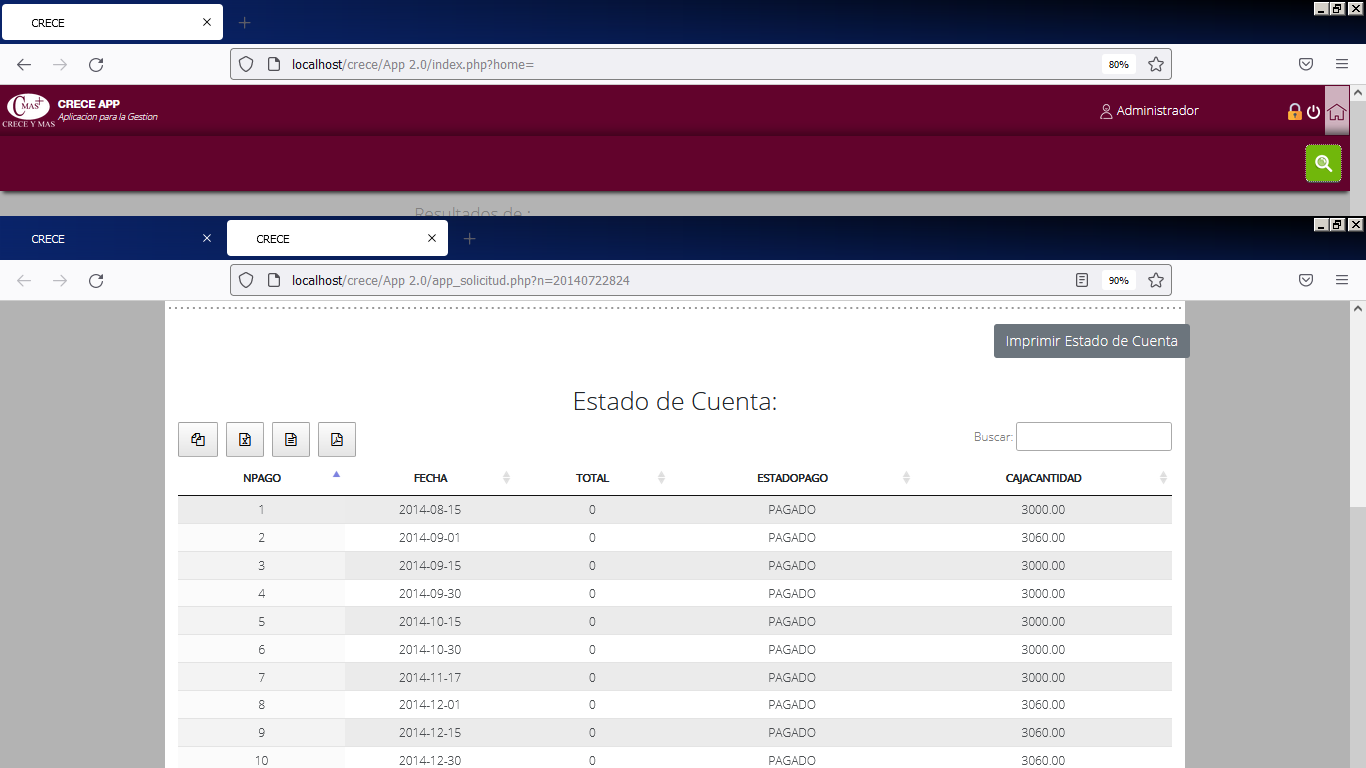 CRECE
localhost/crece/App 2.0/index.php?home=
80%
C MAS+
CRECE Y MAS
CRECE APP
Aplicacion para la Gestion
Administrador
Resultados de :
CRECE
CRECE
localhost/crece/App 2.0/app_solicitud.php?n=20140722824
90%
Imprimir Estado de Cuenta
Estado de Cuenta:
Buscar:
NPAGO FECHA TOTAL ESTADOPAGO CAJACANTIDAD
1 2014-08-15 0 PAGADO 3000.00
2 2014-09-01 0 PAGADO 3060.00
3 2014-09-15 0 PAGADO 3000.00
4 2014-09-30 0 PAGADO 3000.00
5 2014-10-15 0 PAGADO 3000.00
6 2014-10-30 0 PAGADO 3000.00
7 2014-11-17 0 PAGADO 3000.00
8 2014-12-01 0 PAGADO 3060.00
9 2014-12-15 0 PAGADO 3060.00
10 2014-12-30 0 PAGADO 3060.00